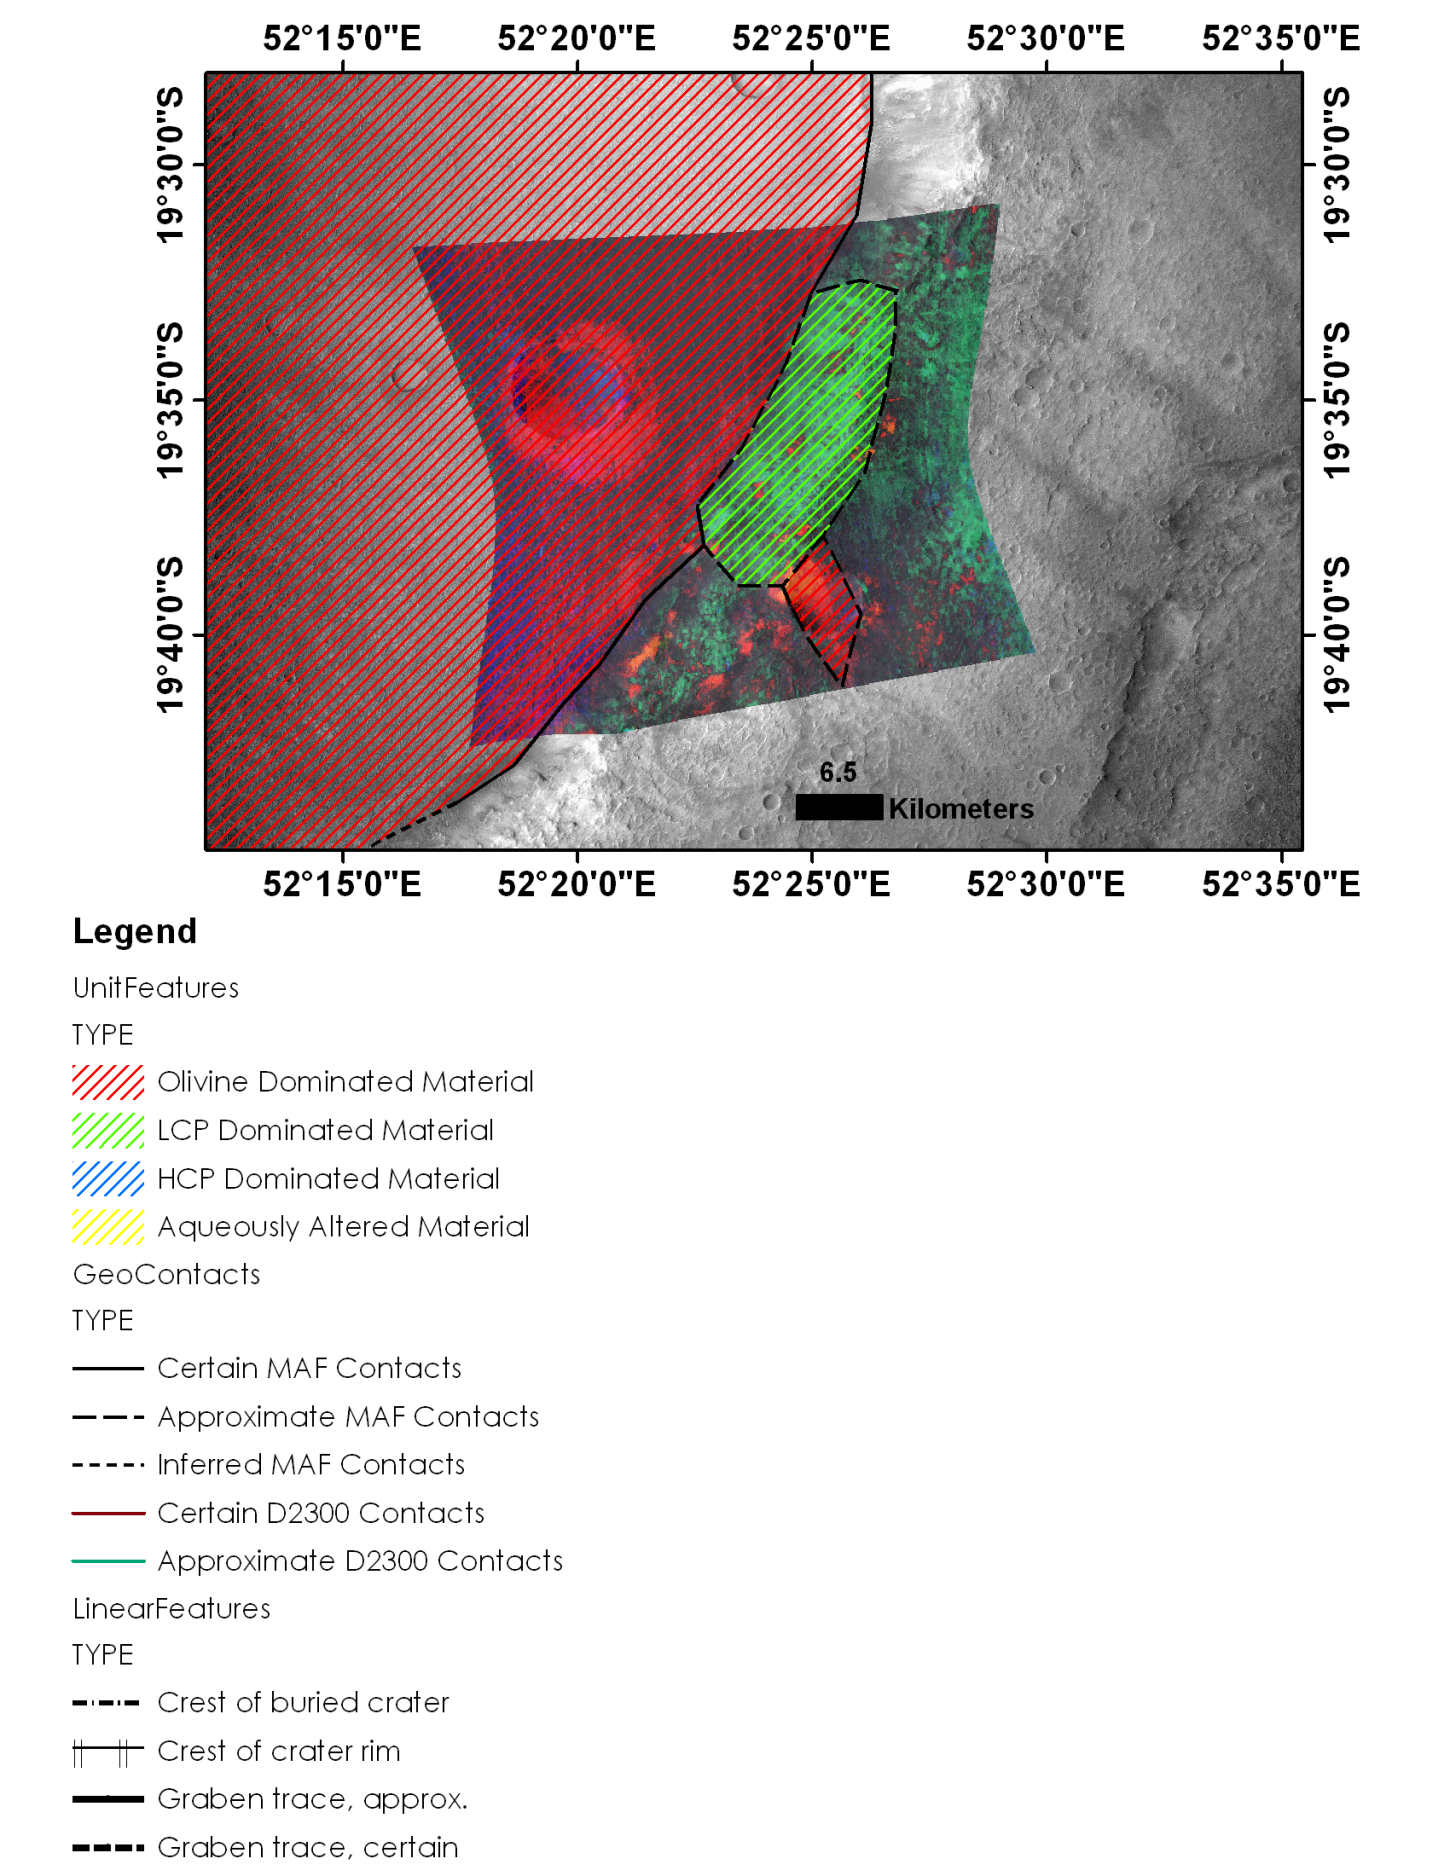 52°15'0"E 52°20'0"E 52°25'0"E 52°30'0"E 52°35'0"E
19°30'0"S 19°30'0"S
19°35'0"S 19°35'0"S
19°40'0"S 19°40'0"S
6.5
Kilometers
52°15'0"E 52°20'0"E 52°25'0"E 52°30'0"E 52°35'0"E
Legend
UnitFeatures
TYPE
Olivine Dominated Material
LCP Dominated Material
HCP Dominated Material
Aqueously Altered Material
GeoContacts
TYPE
Certain MAF Contacts
Approximate MAF Contacts
Inferred MAF Contacts
Certain D2300 Contacts
Approximate D2300 Contacts
LinearFeatures
TYPE
Crest of buried crater
Crest of crater rim
Graben trace, approx.
Graben trace, certain